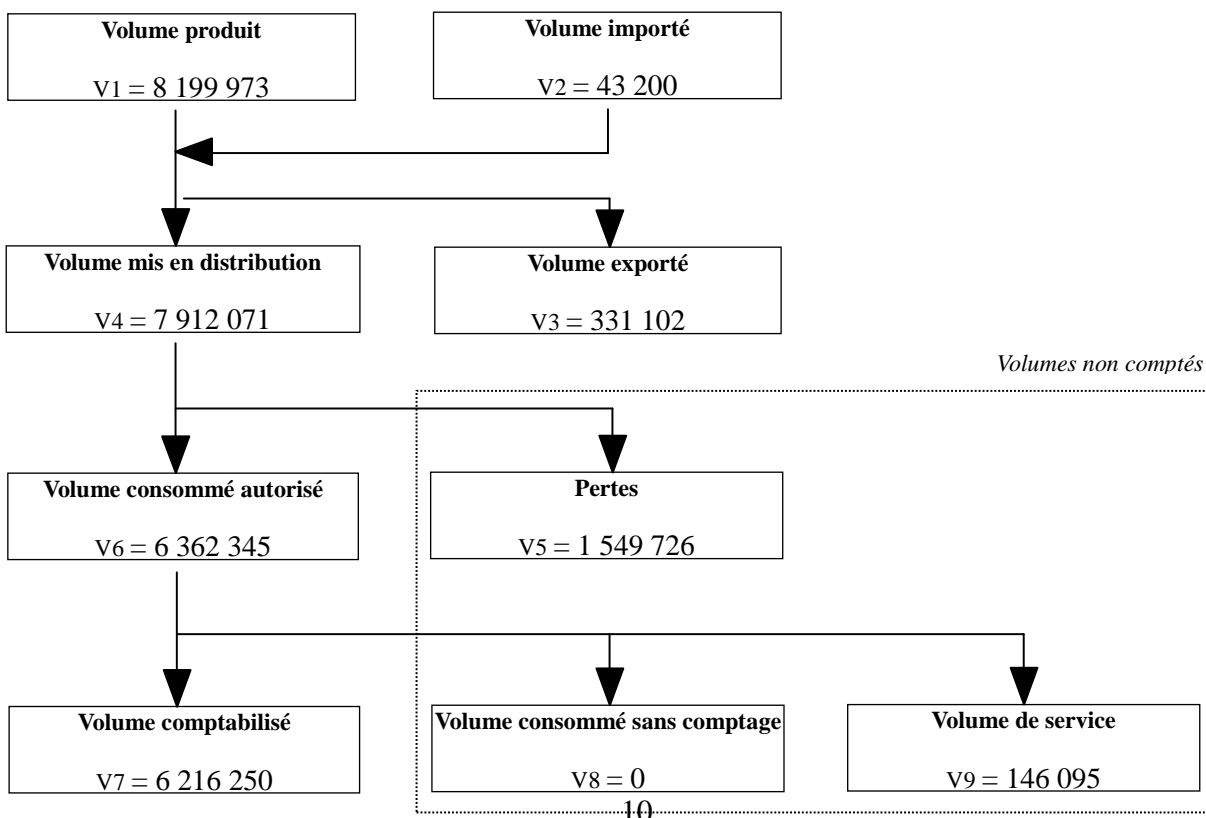 Volume produit
V1 = 8 199 973
Volume importé
V2 = 43 200
Volume mis en distribution
V4 = 7 912 071
Volume exporté
V3 = 331 102
Volumes non comptés
Volume consommé autorisé
V6 = 6 362 345
Pertes
V5 = 1 549 726
Volume comptabilisé
V7 = 6 216 250
Volume consommé sans comptage
V8 = 0
Volume de service
V9 = 146 095
10